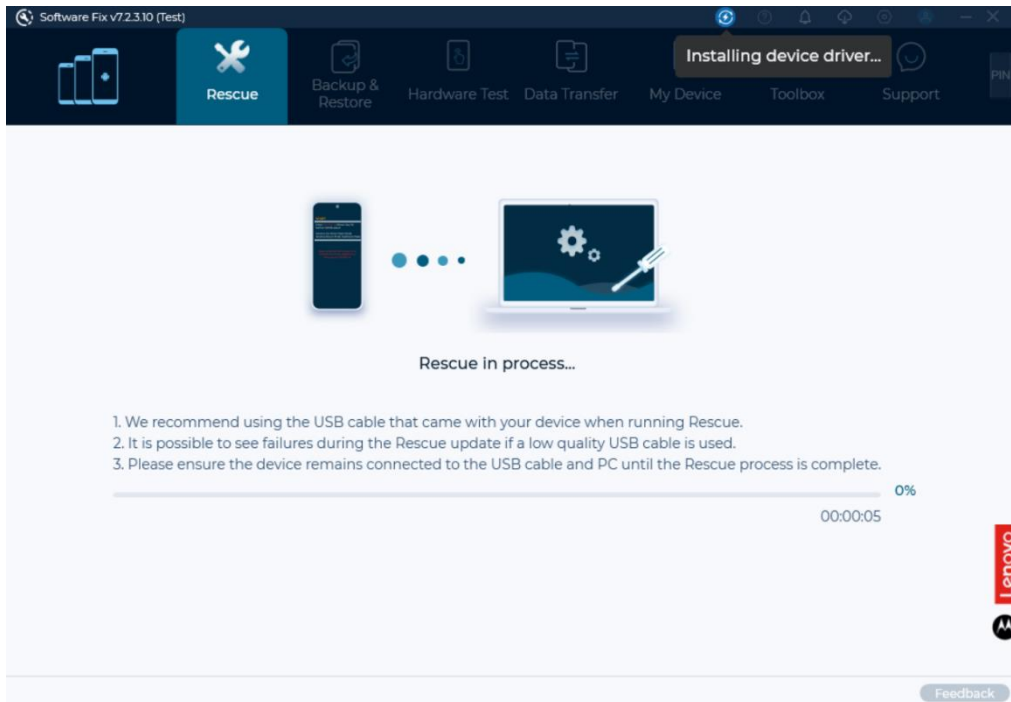 Software Fix v7.2.3.10 (Test)
Installing device driver...
Rescue
Backup &
Restore
Hardware Test
Data Transfer
My Device
Toolbox
Support
PIN
Rescue in process...
1. We recommend using the USB cable that came with your device when running Rescue.
2. It is possible to see failures during the Rescue update if a low quality USB cable is used.
3. Please ensure the device remains connected to the USB cable and PC until the Rescue process is complete.
0%
00:00:05
Lenovo
Feedback